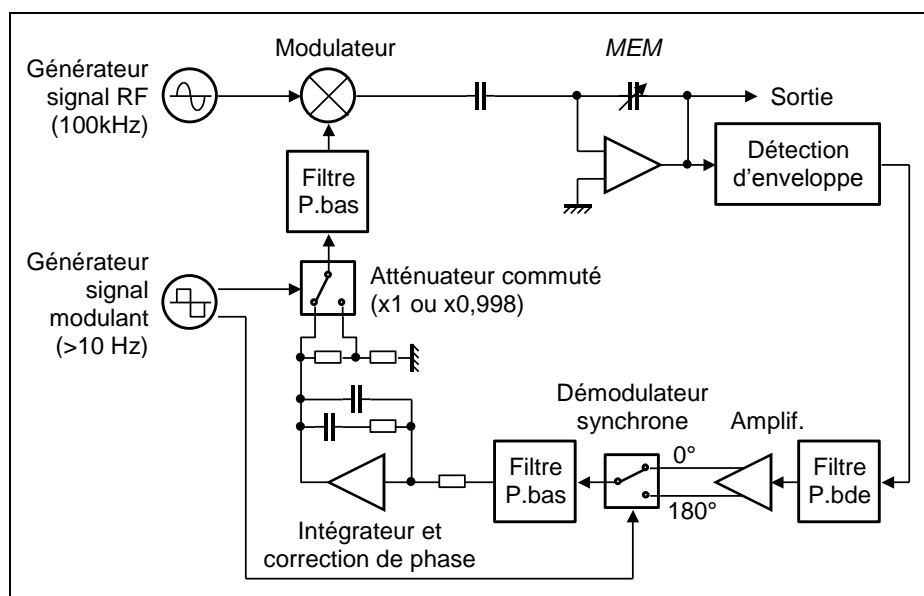 Modulateur
MEM
Générateur
signal RF
(100kHz)
Sortie
Détection
d'enveloppe
Filtre
P.bas
Générateur
signal
modulant
(>10 Hz)
Atténuateur commuté
(x1 ou x0,998)
Démodulateur
synchrone
Amplif.
0°
180°
Filtre
P.bas
Filtre
P.bde
Intégrateur et
correction de phase